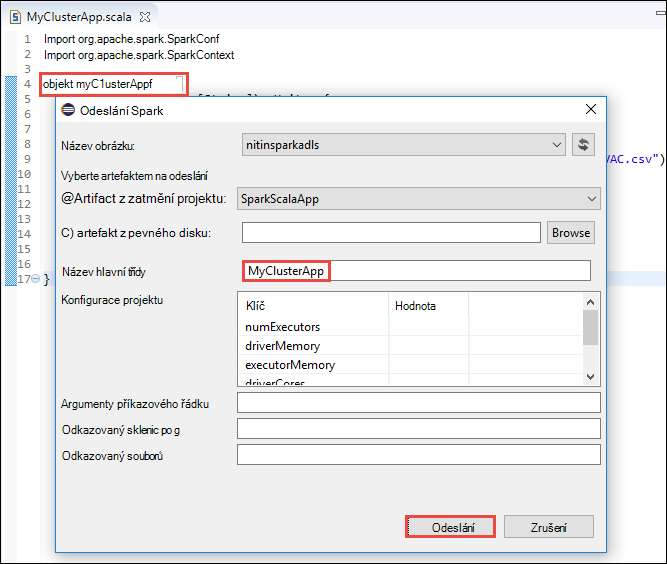 MyClusterApp.scala
1 Import org.apache.spark.SparkConf
2 Import org.apache.spark.SparkContext
3
4 objekt myC1usterAppf
5
6
7
8
9 VAC.csv")
10
11
12
13
14
15
16
17 }
Odeslání Spark
Název obrázku: nitinsparkadls
Vyberte artefaktem na odeslání
@Artifact z zatmění projektu: SparkScalaApp
C) artefakt z pevného disku: Browse
Název hlavní třídy MyClusterApp
Konfigurace projektu Klíč Hodnota
numExecutors
driverMemory
executorMemory
driverCores
Argumenty příkazového řádku
Odkazovaný sklenic po g
Odkazovaný souborů
Odeslání Zrušení